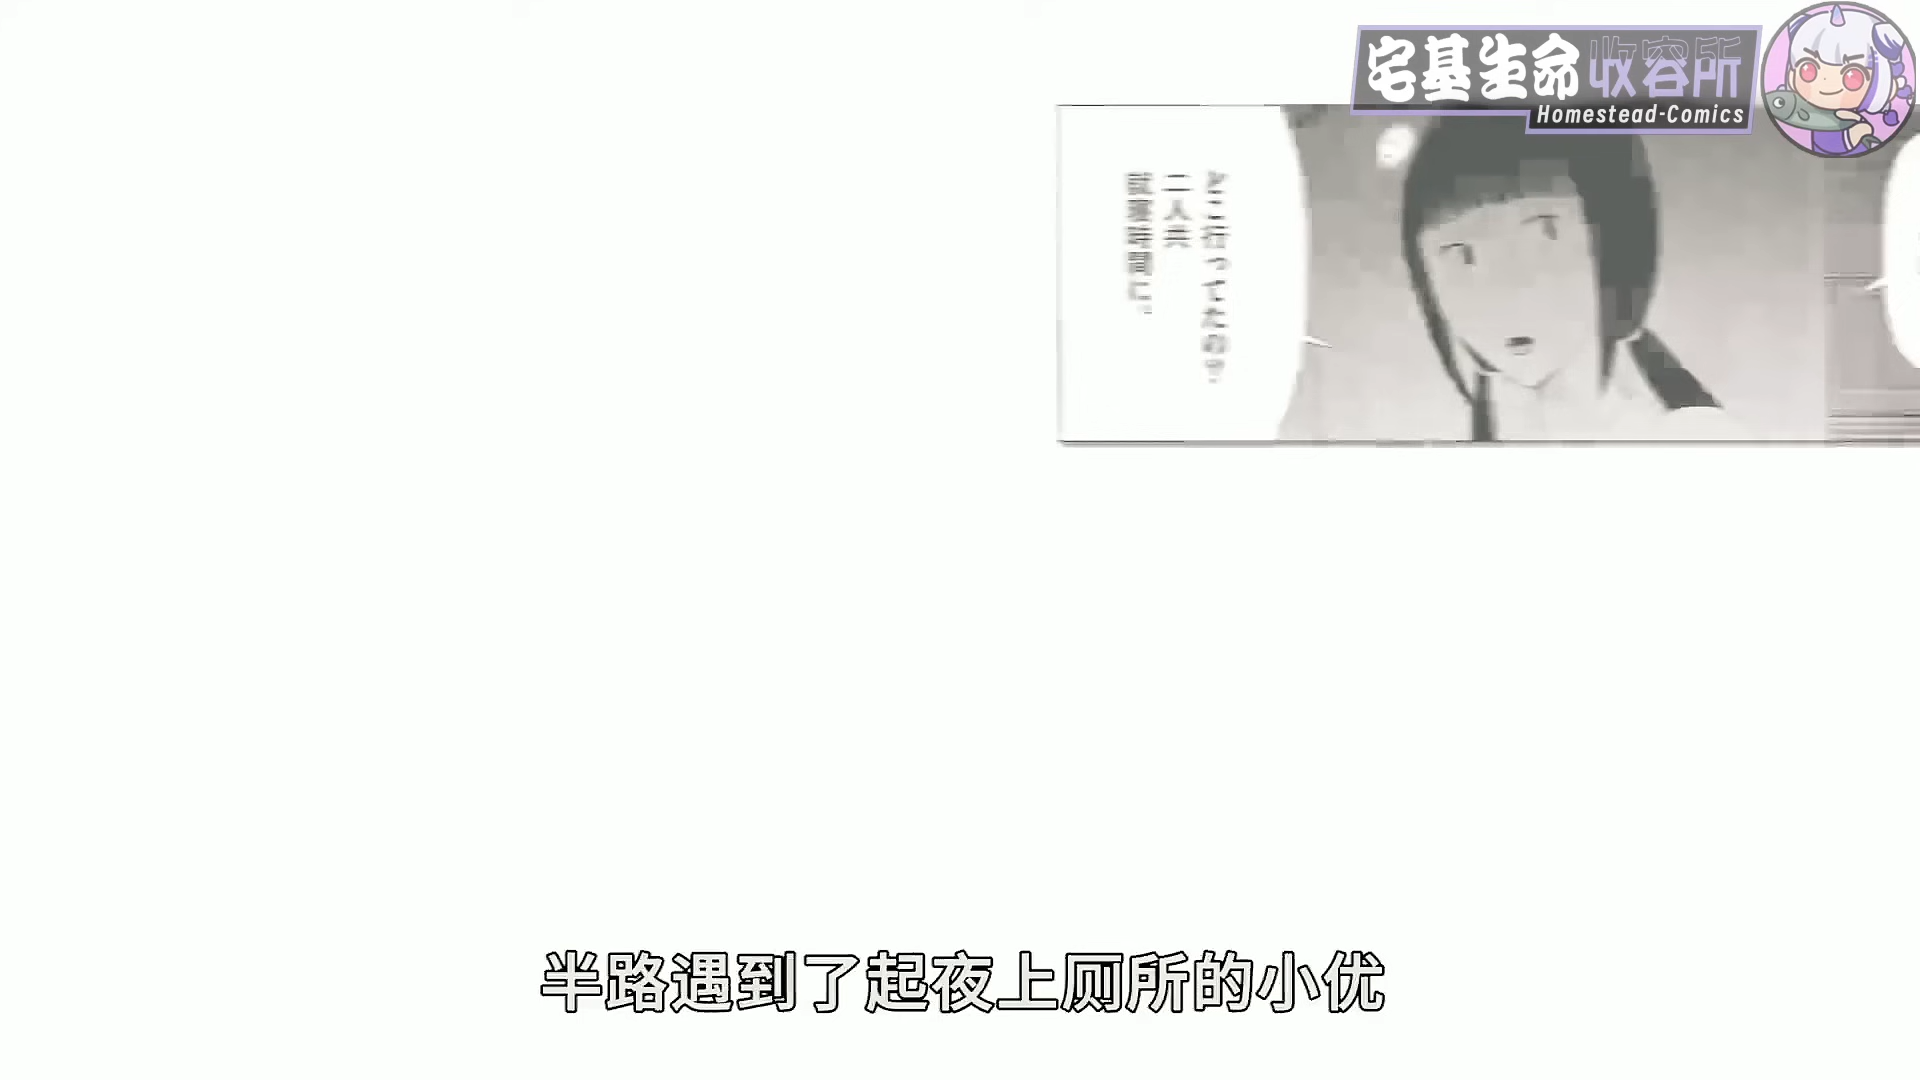 宅基生命收容所
Homestead-Comics
どこ行ってたの?
二人共
就寝時間に。
半路遇到了起夜上厕所的小优